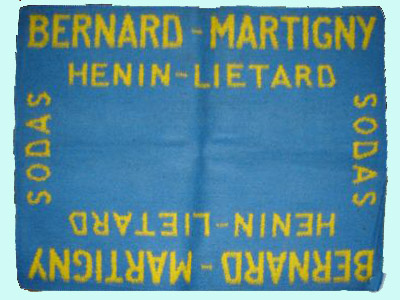 BERNARD - MARTIGNY
HENIN-LIETARD
SODAS
SODAS
HENIN-LIETARD
BERNARD - MARTIGNY